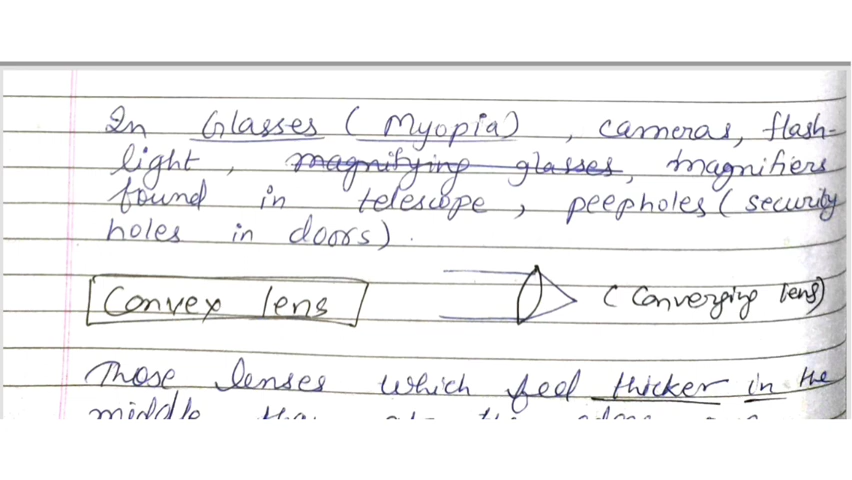 In Glasses (Myopia), cameras, flash-
light, magnifying glasses, magnifiers
found in telescope, peepholes (security
holes in doors).
Convex lens (Converging lens)
Those lenses which feel thicker in the
middle